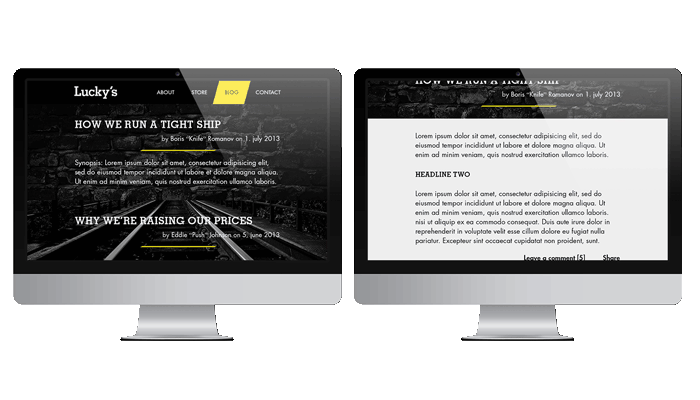 Lucky's
ABOUT STORE BLOG CONTACT
HOW WE RUN A TIGHT SHIP
by Boris "Knife" Romanov on 1. july 2013
Synopsis: Lorem ipsum dolor sit amet, consectetur adipisicing elit, sed do
eiusmod tempor incididunt ut labore et dolore magna aliqua.
Ut enim ad minim veniam, quis nostrud exercitation ullamco laboris.
WHY WE'RE RAISING OUR PRICES
by Eddie "Push" Johnson on 5, june 2013
HOW WE RUN A TIGHT SHIP
by Boris "Knife" Romanov on 1. july 2013
Lorem ipsum dolor sit amet, consectetur adipisicing elit, sed do
eiusmod tempor incididunt ut labore et dolore magna aliqua. Ut
enim ad minim veniam, quis nostrud exercitation ullamco laboris.
HEADLINE TWO
Lorem ipsum dolor sit amet, consectetur adipisicing elit, sed do
eiusmod tempor incididunt ut labore et dolore magna aliqua. Ut
enim ad minim veniam, quis nostrud exercitation ullamco laboris
nisi ut aliquip ex ea commodo consequat. Duis aute irure dolor in
reprehenderit in voluptate velit esse cillum dolore eu fugiat nulla
pariatur. Excepteur sint occaecat cupidatat non proident, sunt.
Leave a comment [5] Share